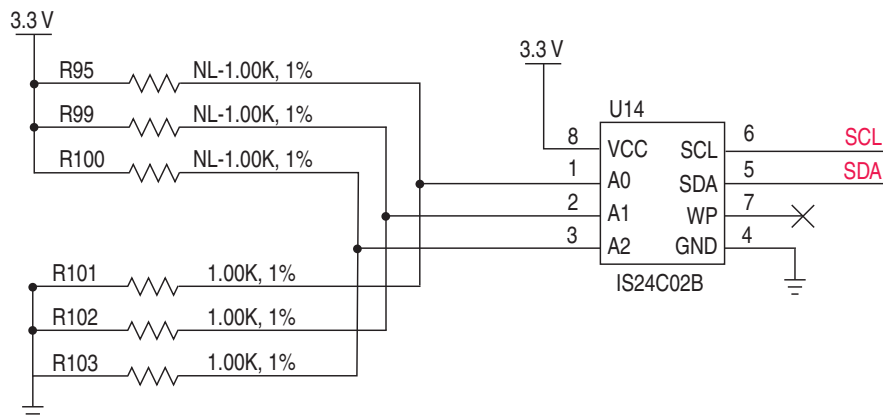 3.3 V
R95 NL-1.00K, 1%
R99 NL-1.00K, 1%
R100 NL-1.00K, 1%
R101 1.00K, 1%
R102 1.00K, 1%
R103 1.00K, 1%
3.3 V
U14
8 VCC SCL 6 SCL
1 A0 SDA 5 SDA
2 A1 WP 7
3 A2 GND 4
IS24C02B